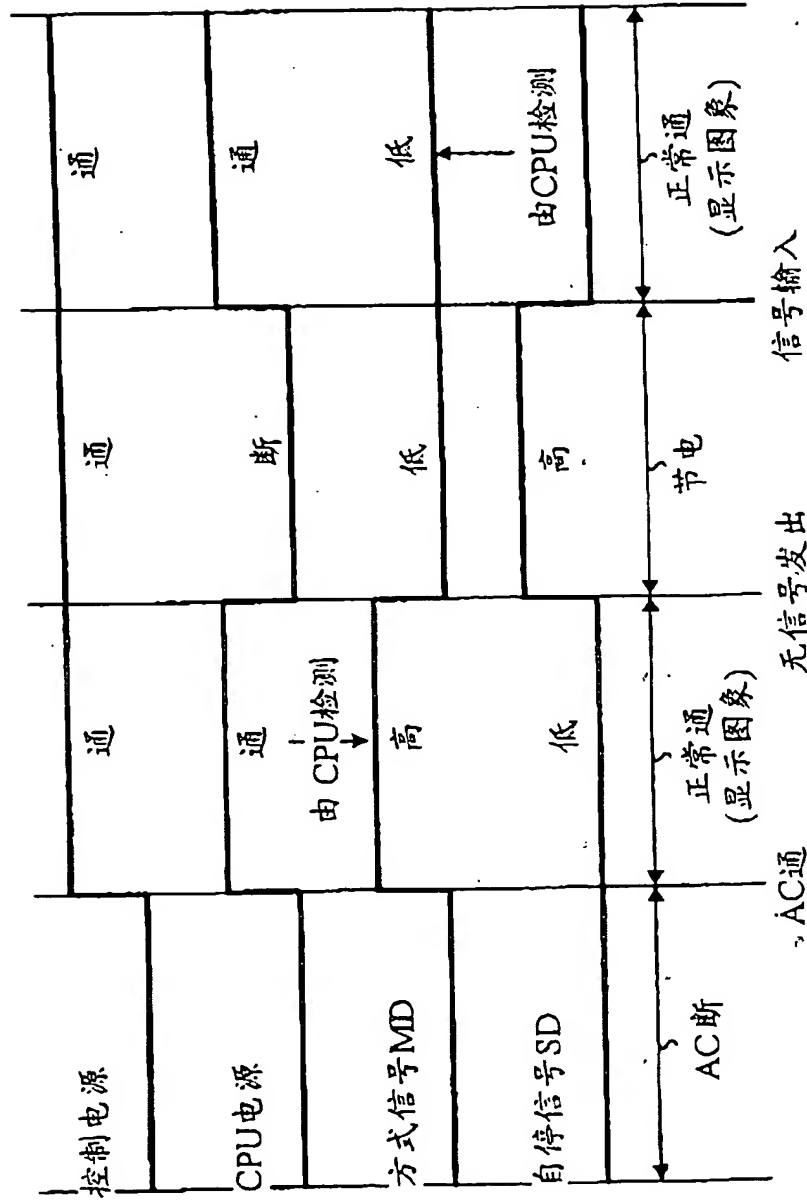 控制电源
通
通
通
CPU电源
通
断
通
由CPU检测
方式信号MD
高
低
低
由CPU检测
自停信号SD
低
高
AC断
正常通
(显示图象)
节电
正常通
(显示图象)
AC通
无信号发出
信号输入